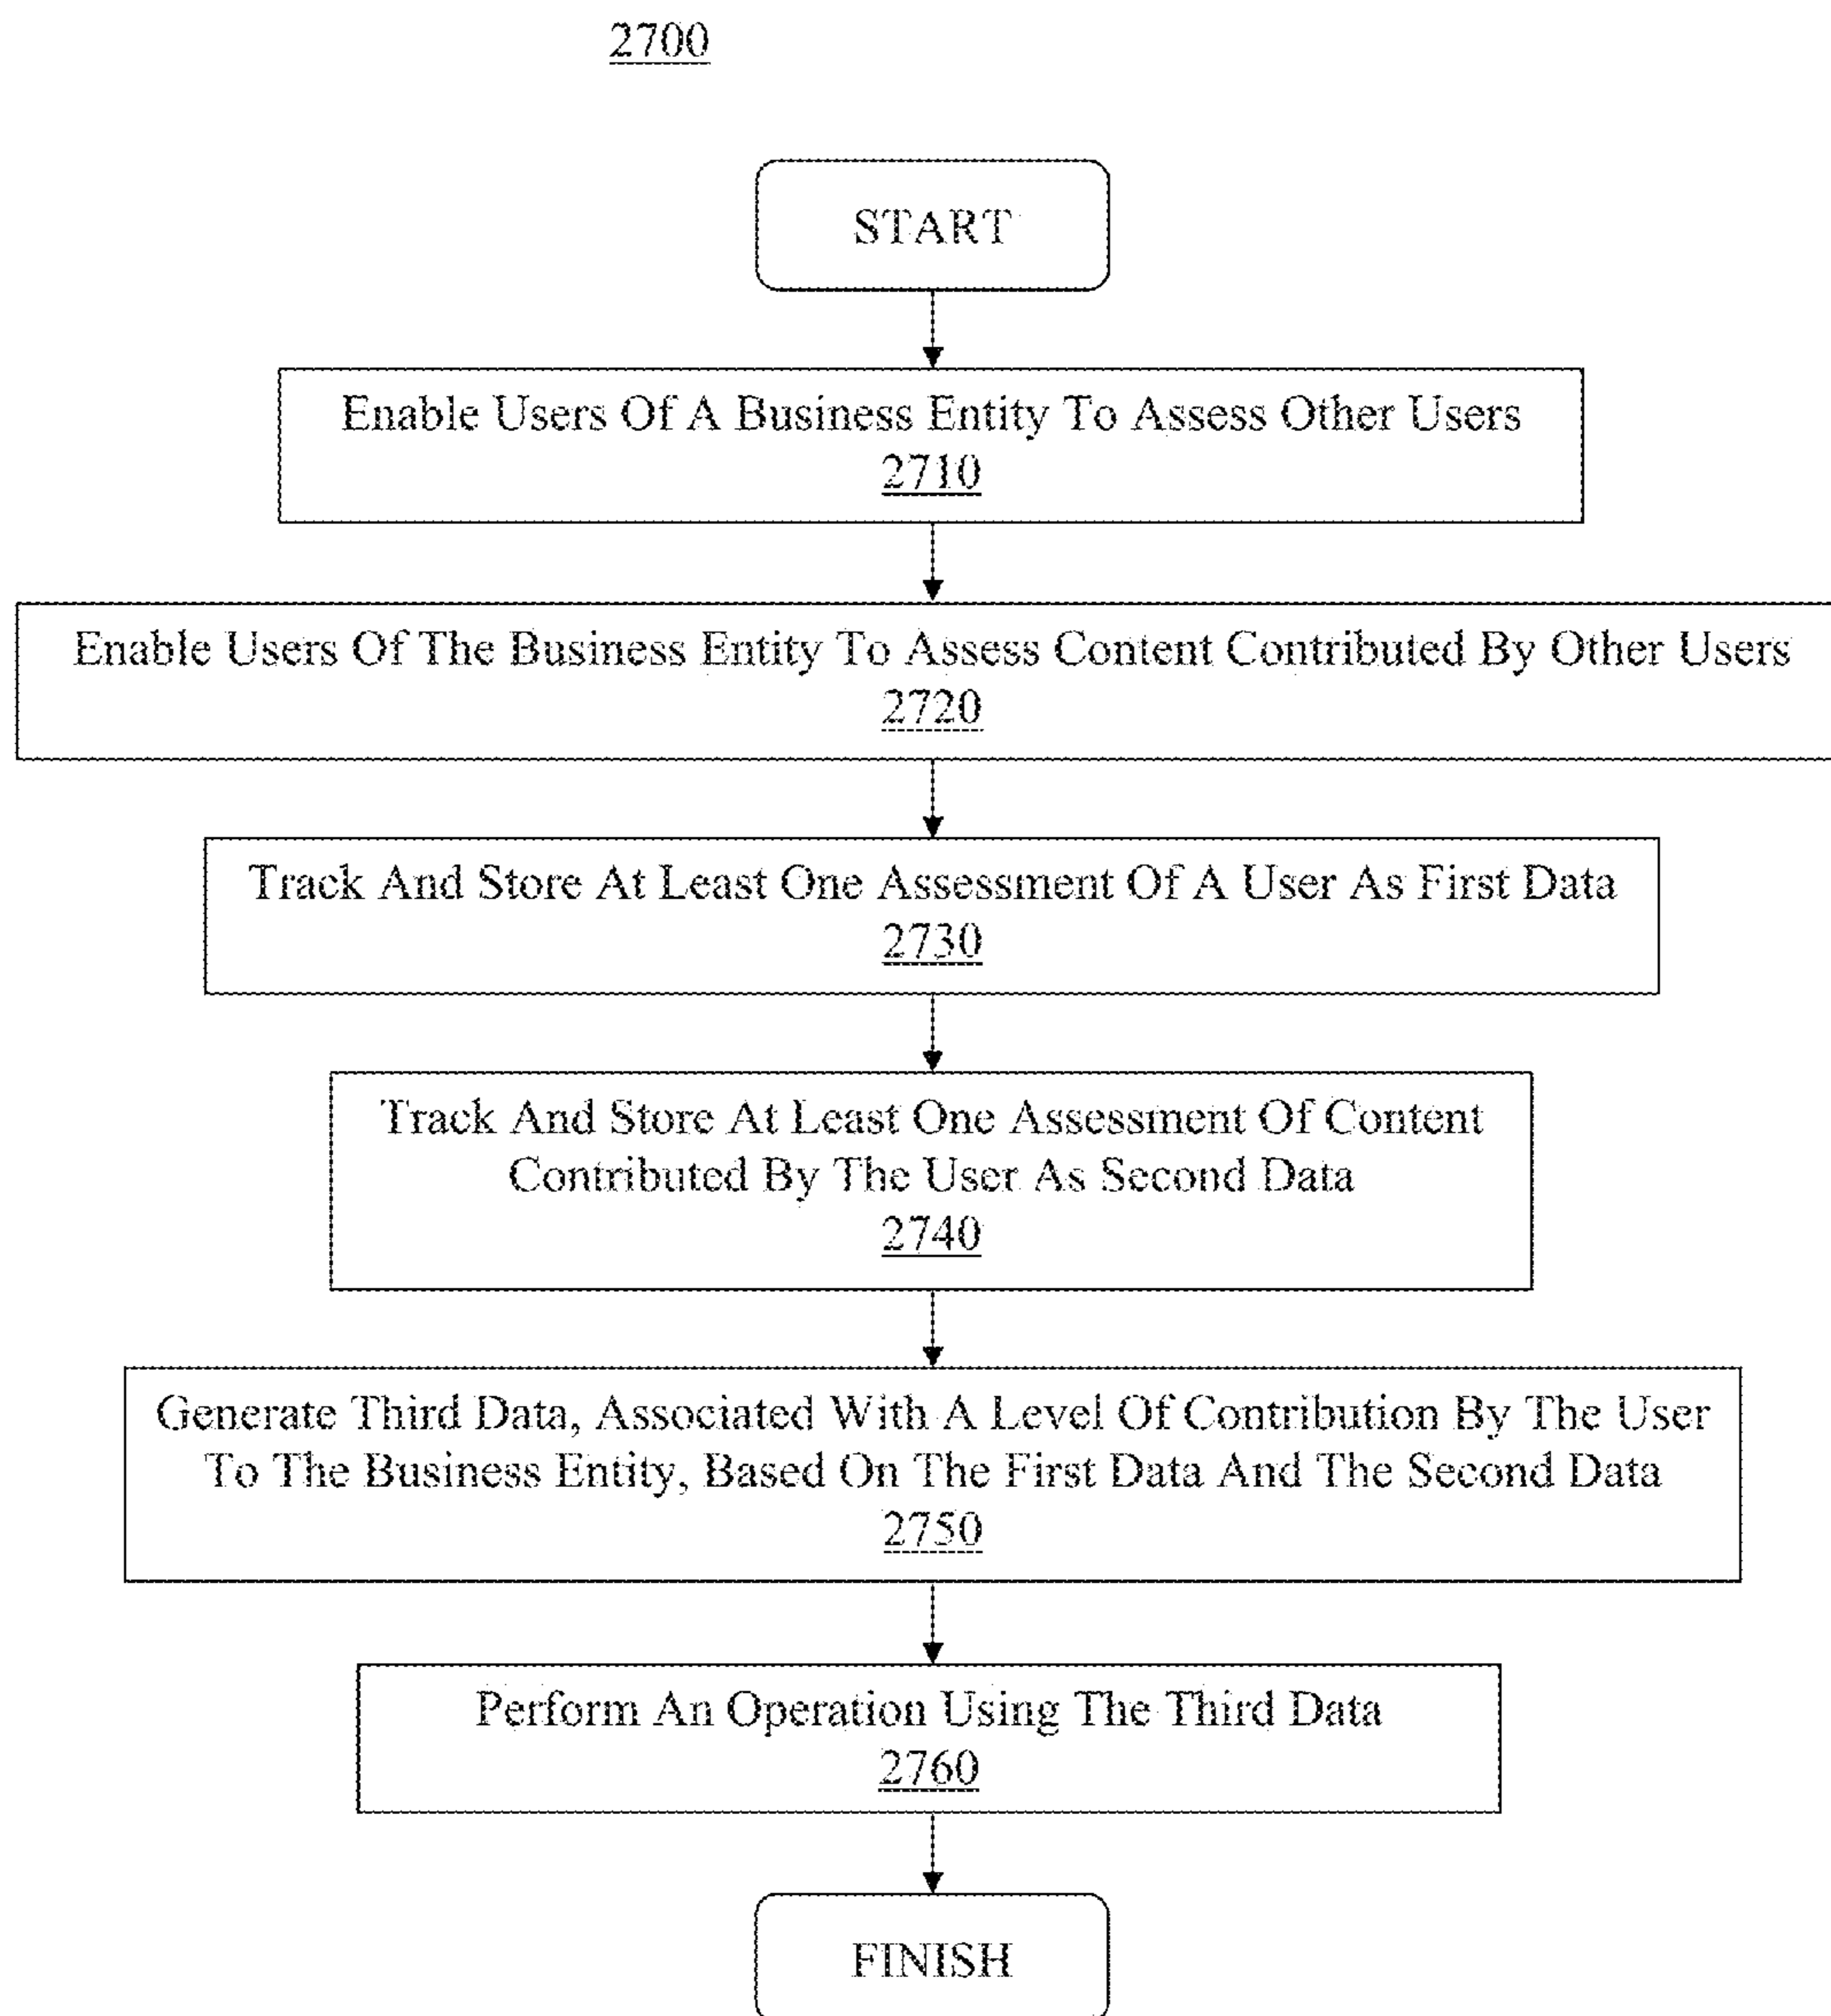 2700
START
Enable Users Of A Business Entity To Assess Other Users
2710
Enable Users Of The Business Entity To Assess Content Contributed By Other Users
2720
Track And Store At Least One Assessment Of A User As First Data
2730
Track And Store At Least One Assessment Of Content
Contributed By The User As Second Data
2740
Generate Third Data, Associated With A Level Of Contribution By The User
To The Business Entity, Based On The First Data And The Second Data
2750
Perform An Operation Using The Third Data
2760
FINISH